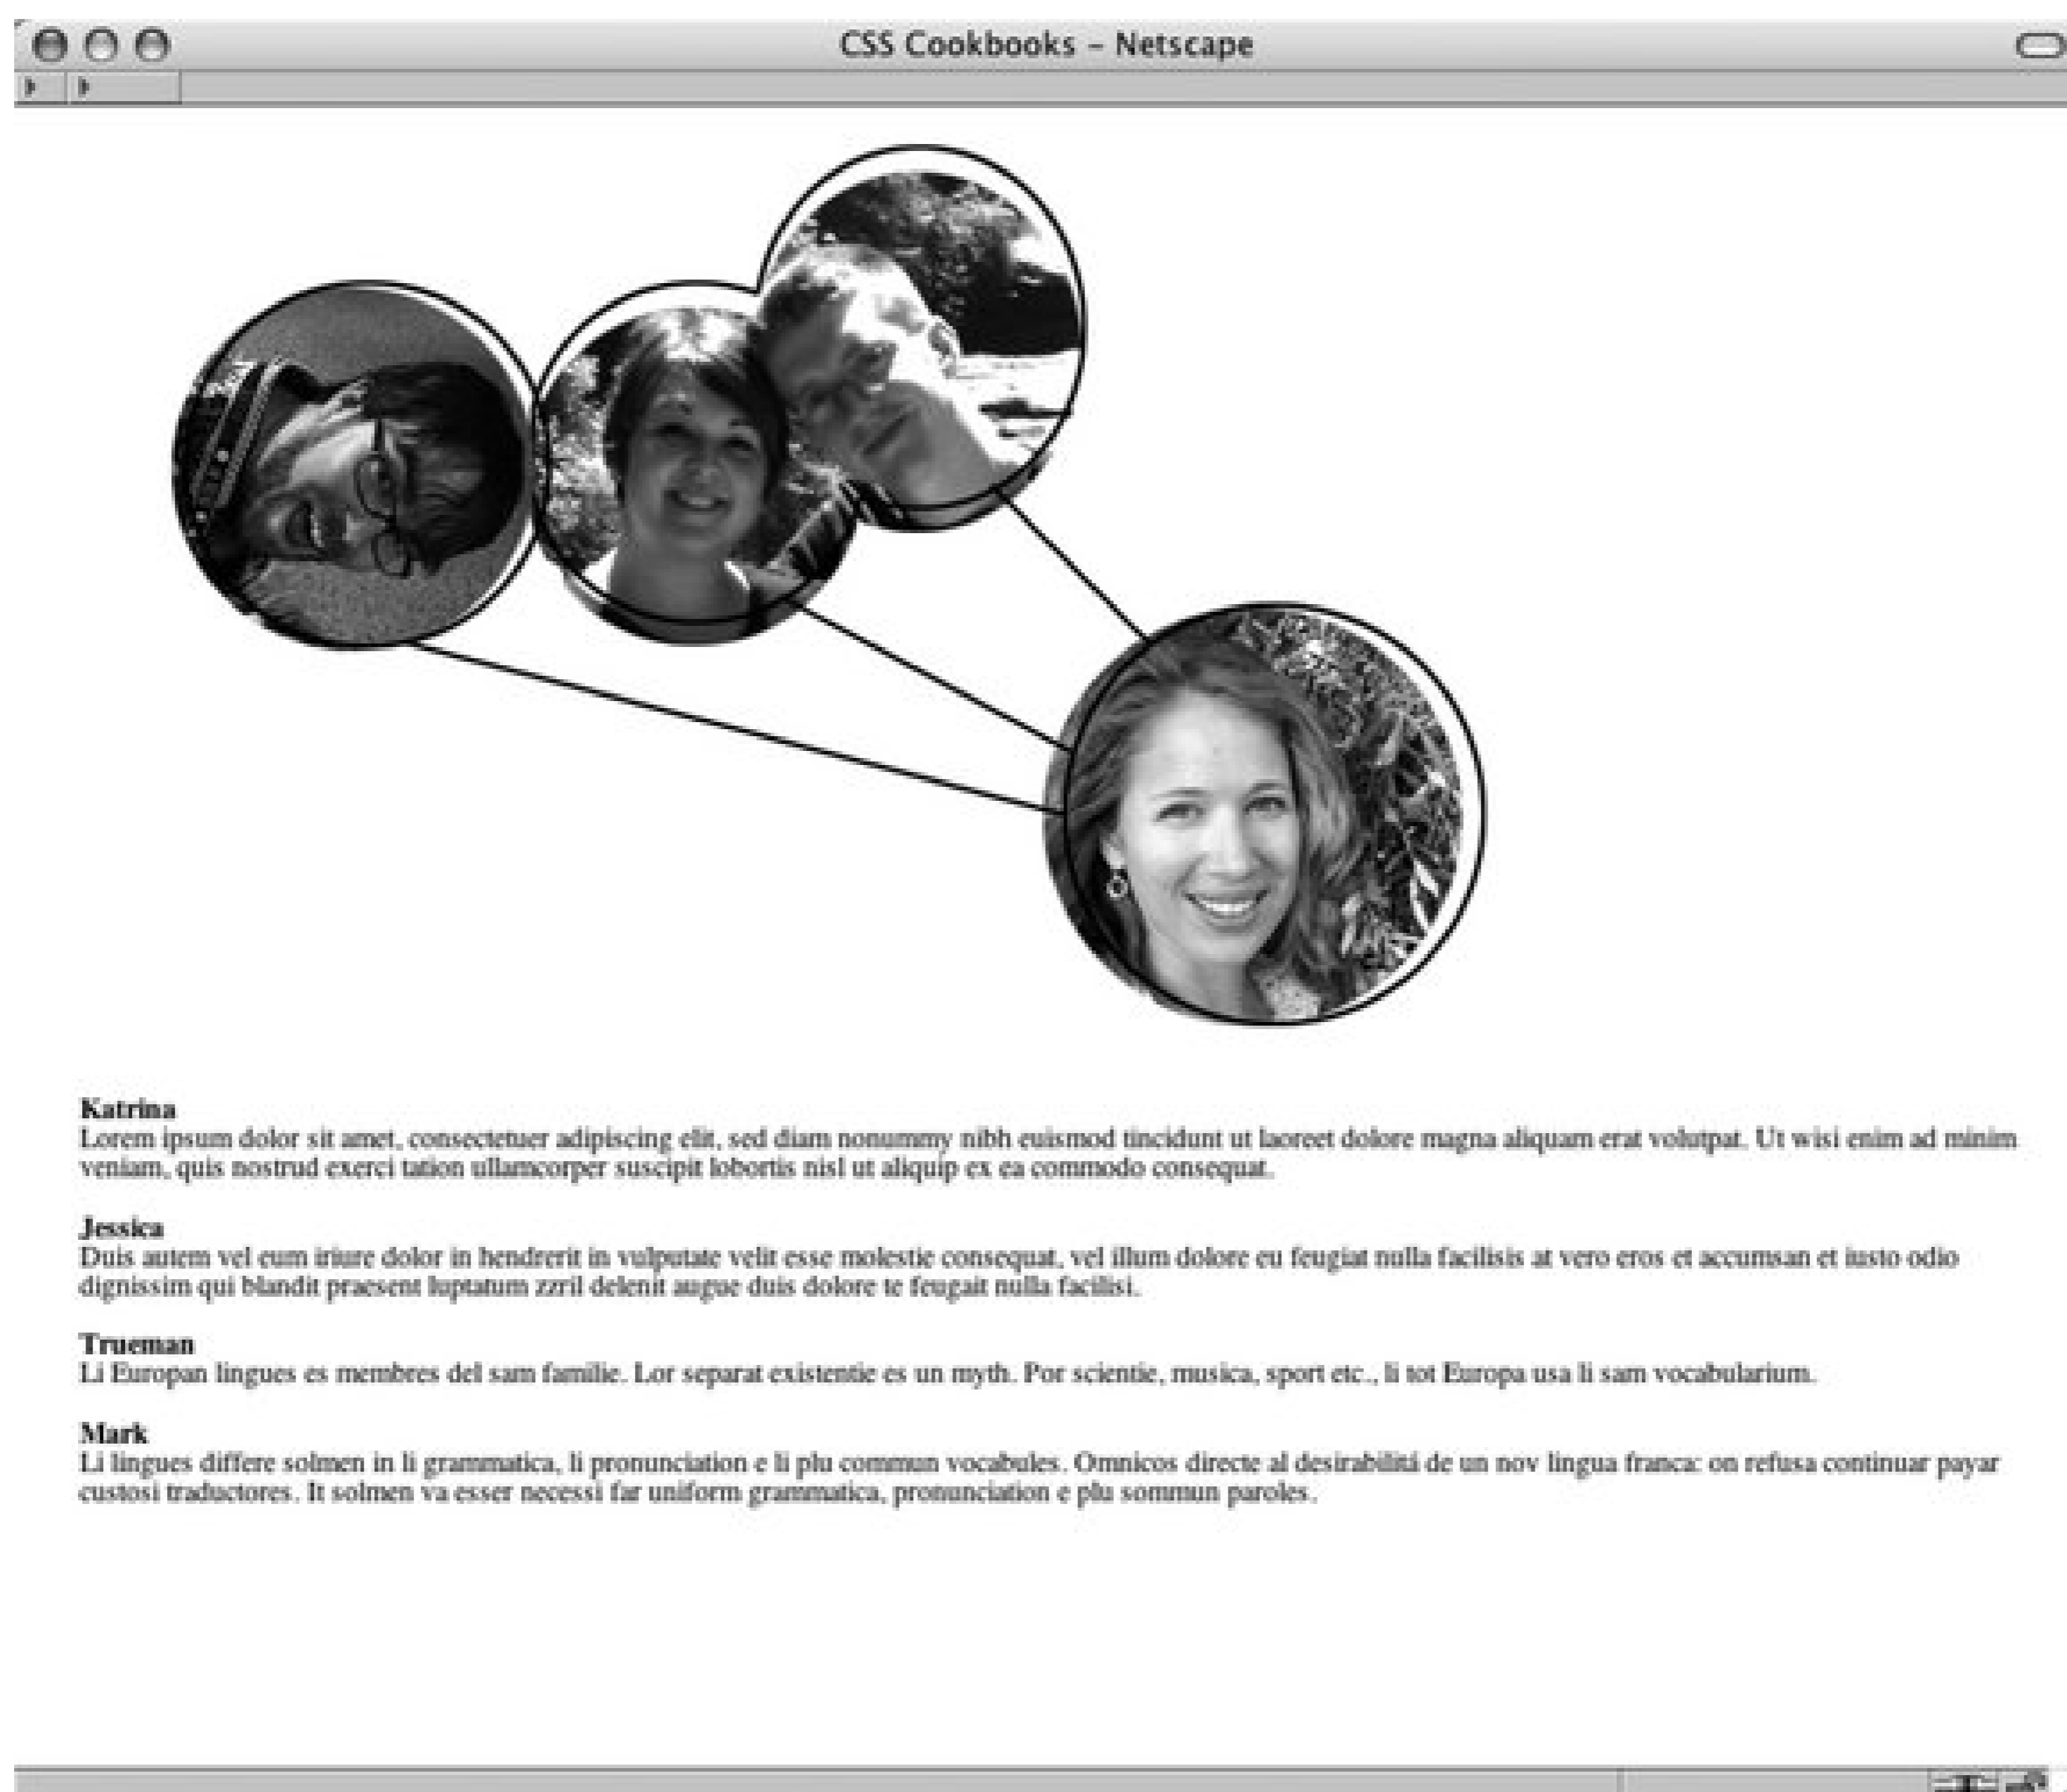 CSS Cookbooks – Netscape
Katrina
Lorem ipsum dolor sit amet, consectetuer adipiscing elit, sed diam nonummy nibh euismod tincidunt ut laoreet dolore magna aliquam erat volutpat. Ut wisi enim ad minim
veniam, quis nostrud exerci tation ullamcorper suscipit lobortis nisl ut aliquip ex ea commodo consequat.
Jessica
Duis autem vel eum iriure dolor in hendrerit in vulputate velit esse molestie consequat, vel illum dolore eu feugiat nulla facilisis at vero eros et accumsan et iusto odio
dignissim qui blandit praesent luptatum zzril delenit augue duis dolore te feugait nulla facilisi.
Trueman
Li Europan lingues es membres del sam familie. Lor separat existentie es un myth. Por scientie, musica, sport etc., li tot Europa usa li sam vocabularium.
Mark
Li lingues differe solmen in li grammatica, li pronunciation e li plu commun vocabules. Omnicos directe al desirabilitá de un nov lingua franca: on refusa continuar payar
custosi traductores. It solmen va esser necessi far uniform grammatica, pronunciation e plu sommun paroles.